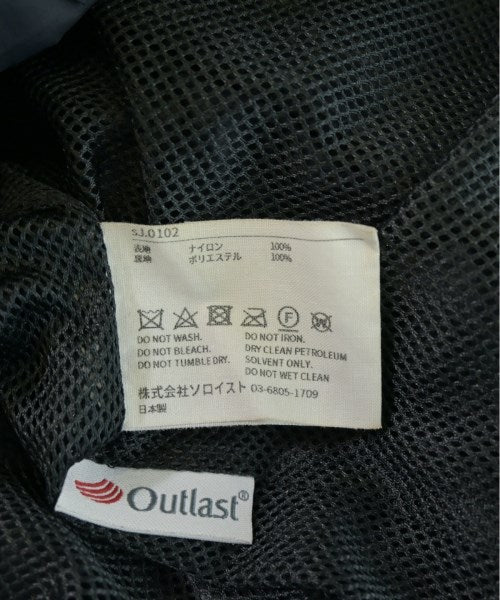 sJ.0102
表地 ナイロン 100%
裏地 ポリエステル 100%
DO NOT WASH.
DO NOT BLEACH.
DO NOT TUMBLE DRY.
DO NOT IRON.
DRY CLEAN PETROLEUM
SOLVENT ONLY.
DO NOT WET CLEAN
F
W
株式会社ソロイスト 03-6805-1709
日本製
Outlast®